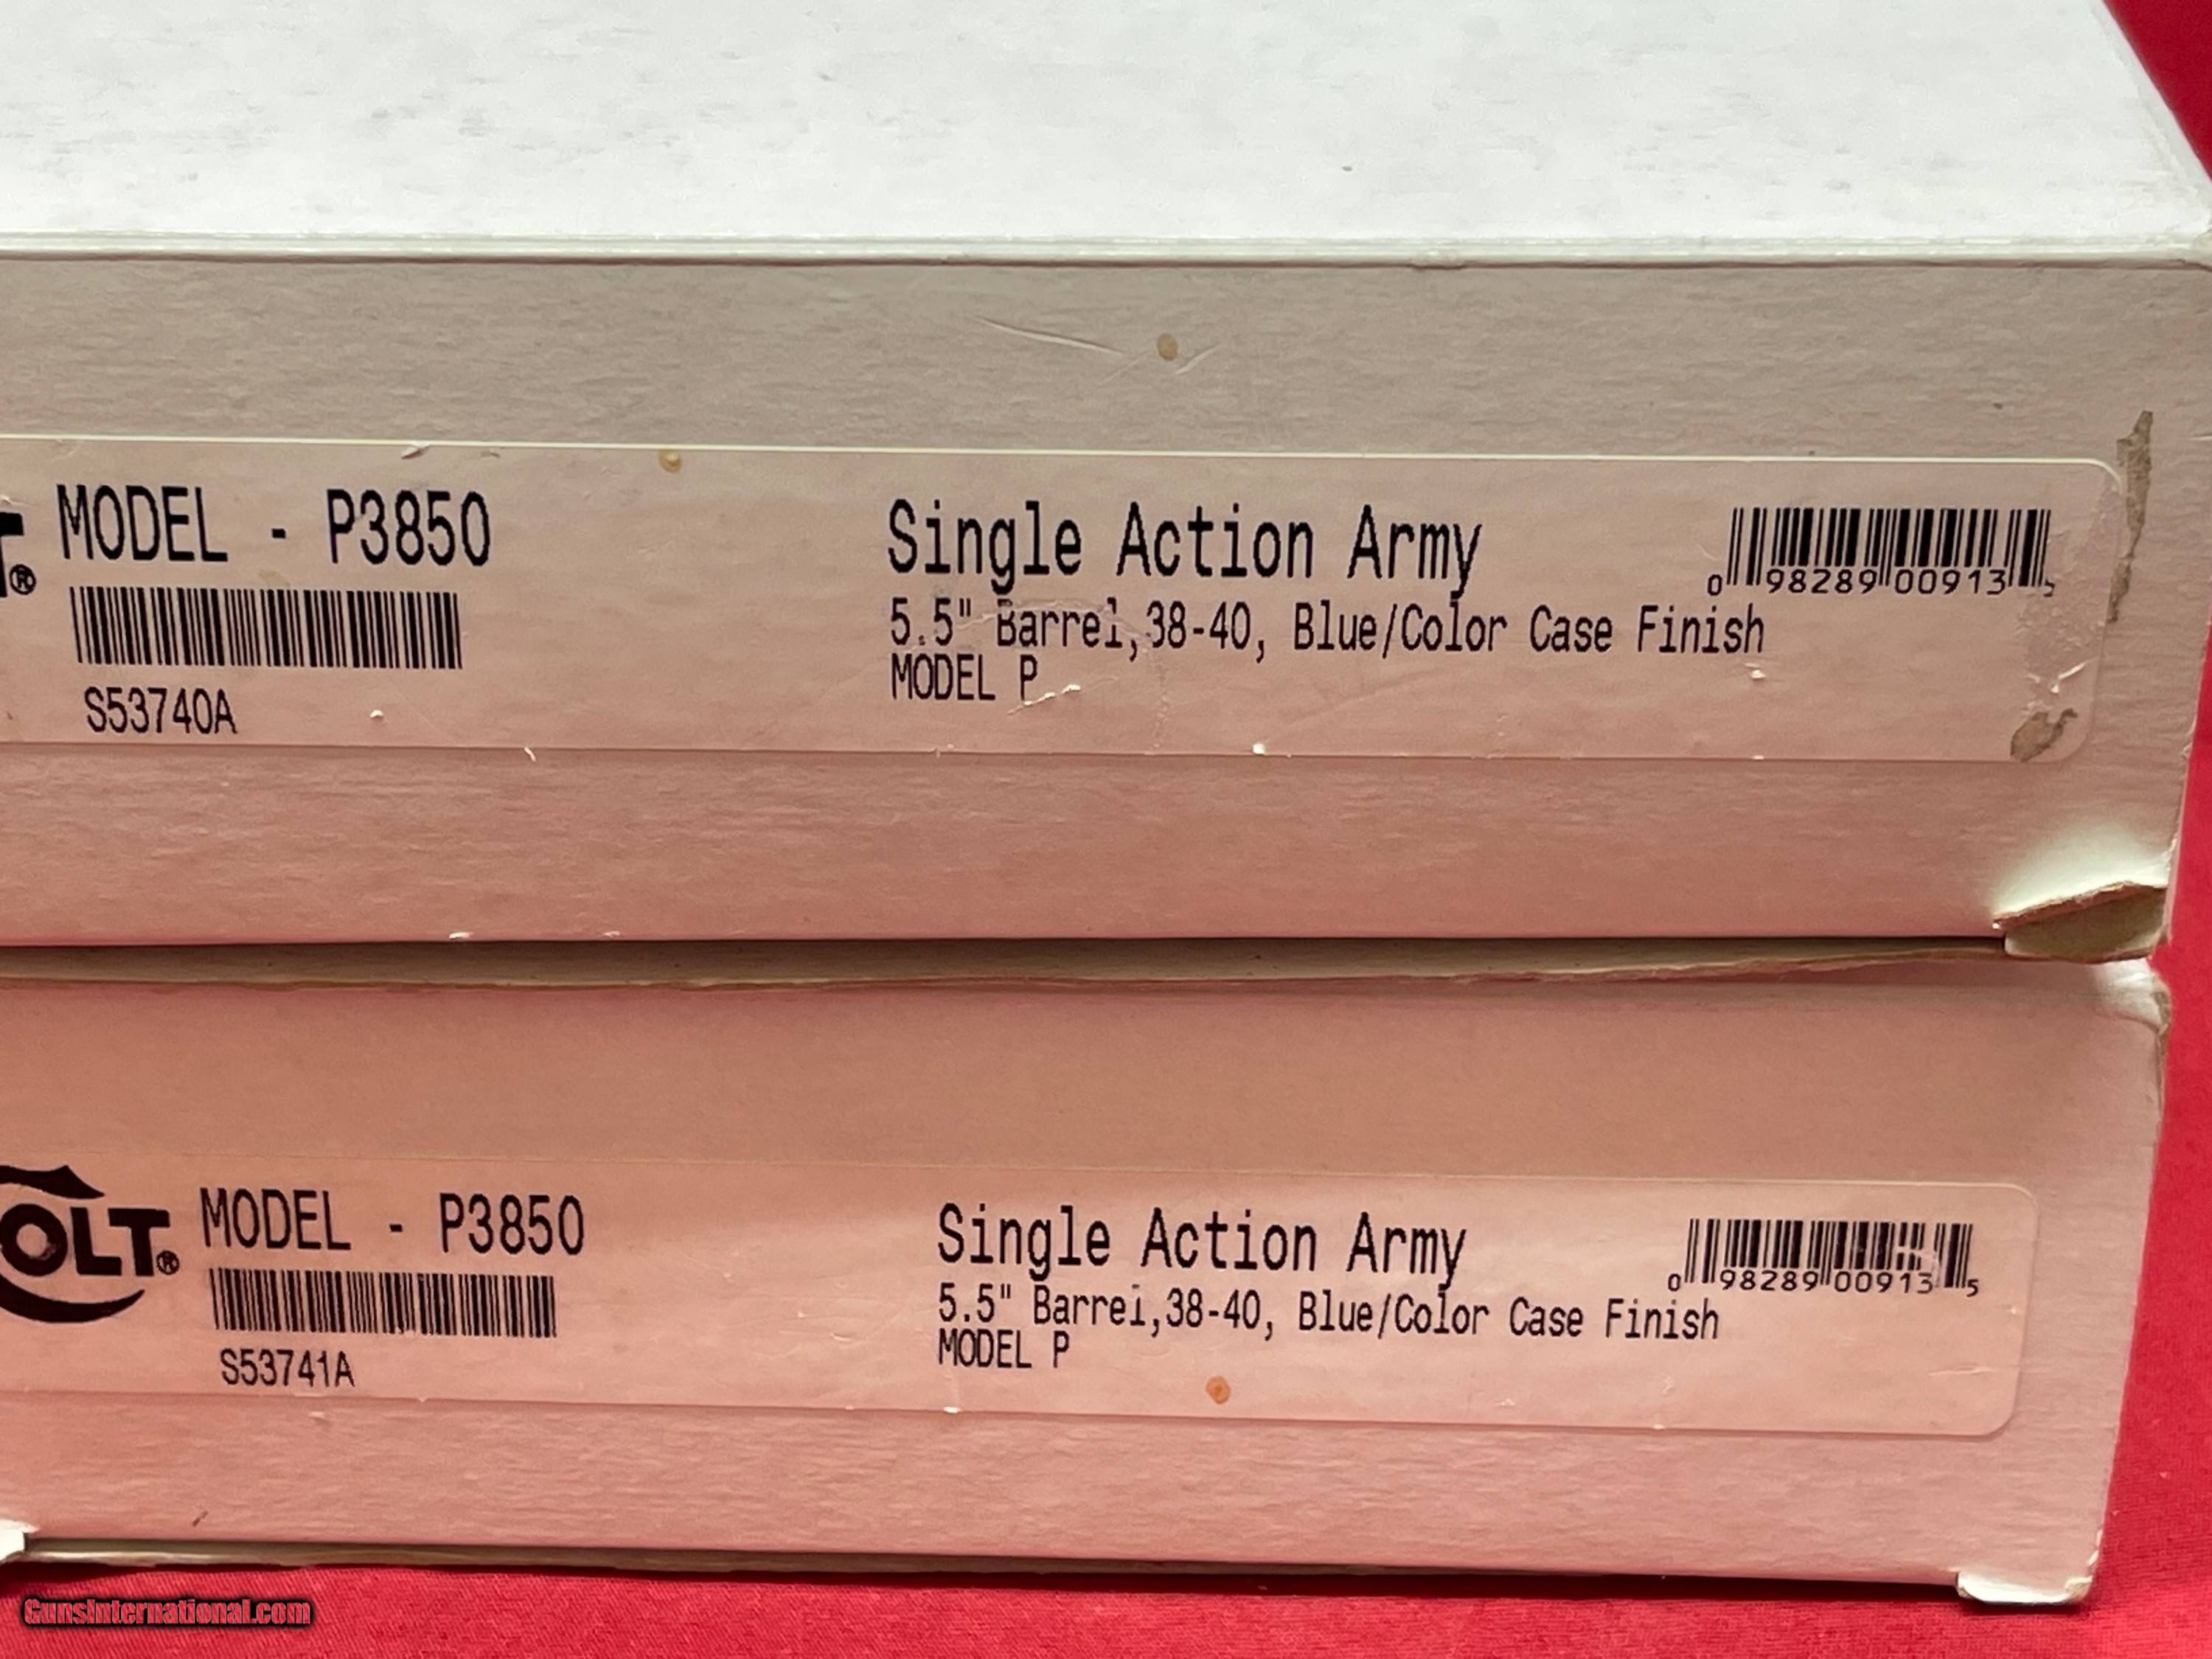 MODEL - P3850
S53740A
Single Action Army
5.5" Barrel,38-40, Blue/Color Case Finish
MODEL P
0 98289 00913 5
COLT®
MODEL - P3850
S53741A
Single Action Army
5.5" Barrel,38-40, Blue/Color Case Finish
MODEL P
0 98289 00913 5
GunsInternational.com